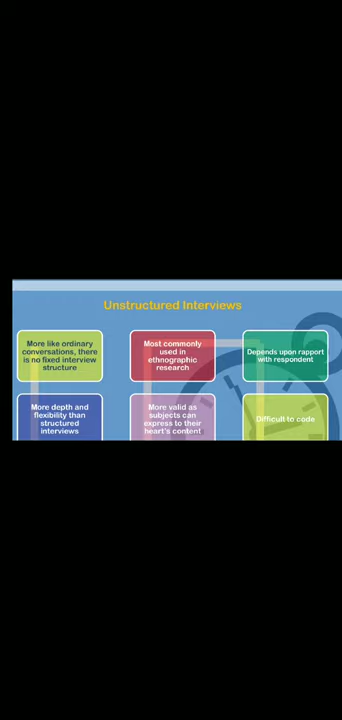 Unstructured Interviews
More like ordinary
conversations, there
is no fixed interview
structure
Most commonly
used in
ethnographic
research
Depends upon rapport
with respondent
More depth and
flexibility than
structured
interviews
More valid as
subjects can
express to their
heart's content
Difficult to code